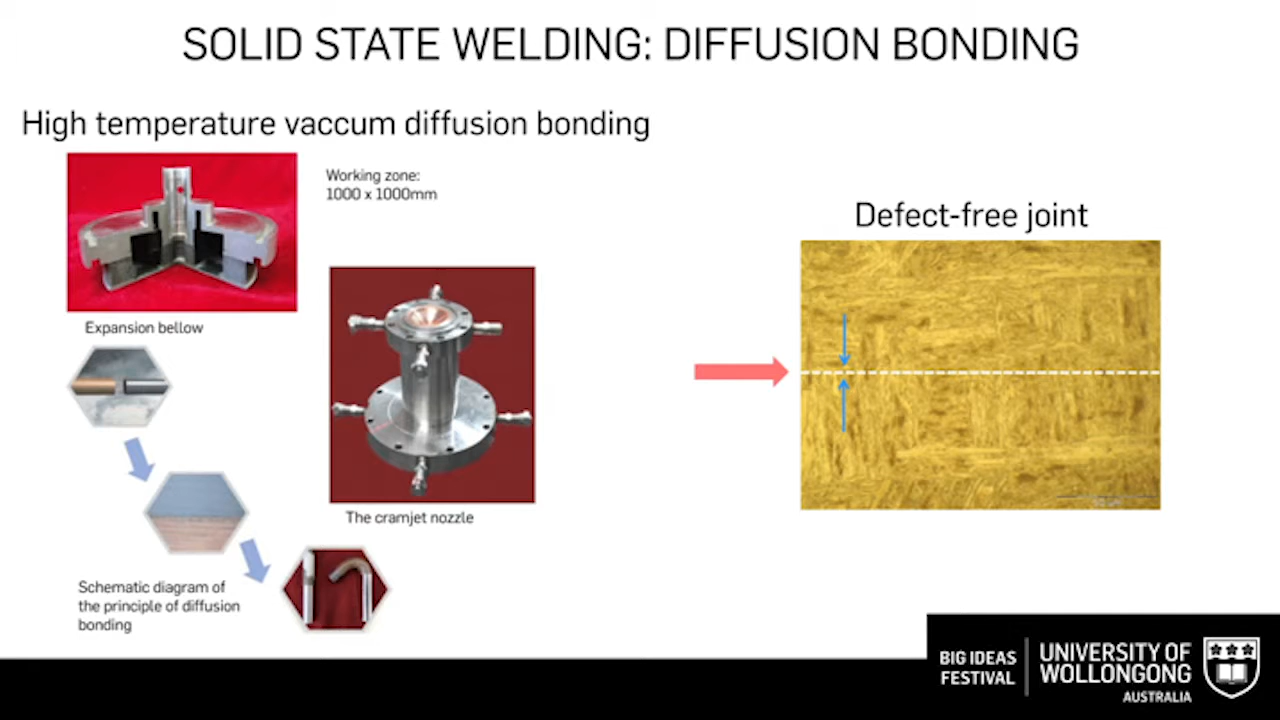 SOLID STATE WELDING: DIFFUSION BONDING
High temperature vaccum diffusion bonding
Working zone:
1000 x 1000mm
Expansion bellow
The cramjet nozzle
Schematic diagram of
the principle of diffusion
bonding
Defect-free joint
BIG IDEAS
FESTIVAL
UNIVERSITY OF
WOLLONGONG
AUSTRALIA